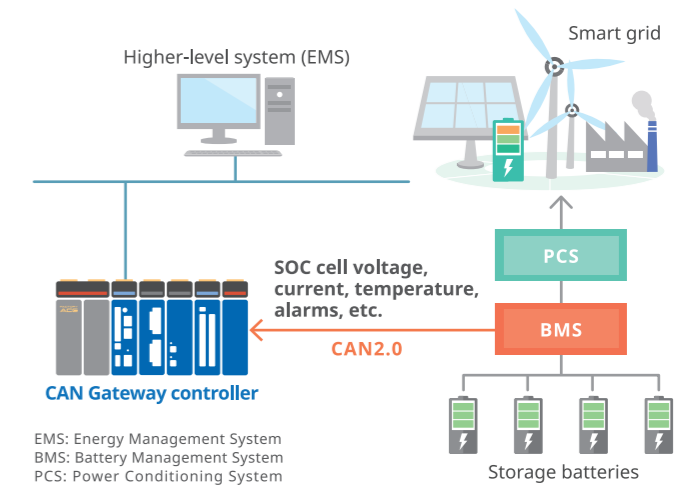 Smart grid
Higher-level system (EMS)
PCS
SOC cell voltage,
current, temperature,
alarms, etc.
BMS
CAN2.0
CAN Gateway controller
EMS: Energy Management System
BMS: Battery Management System
PCS: Power Conditioning System
Storage batteries